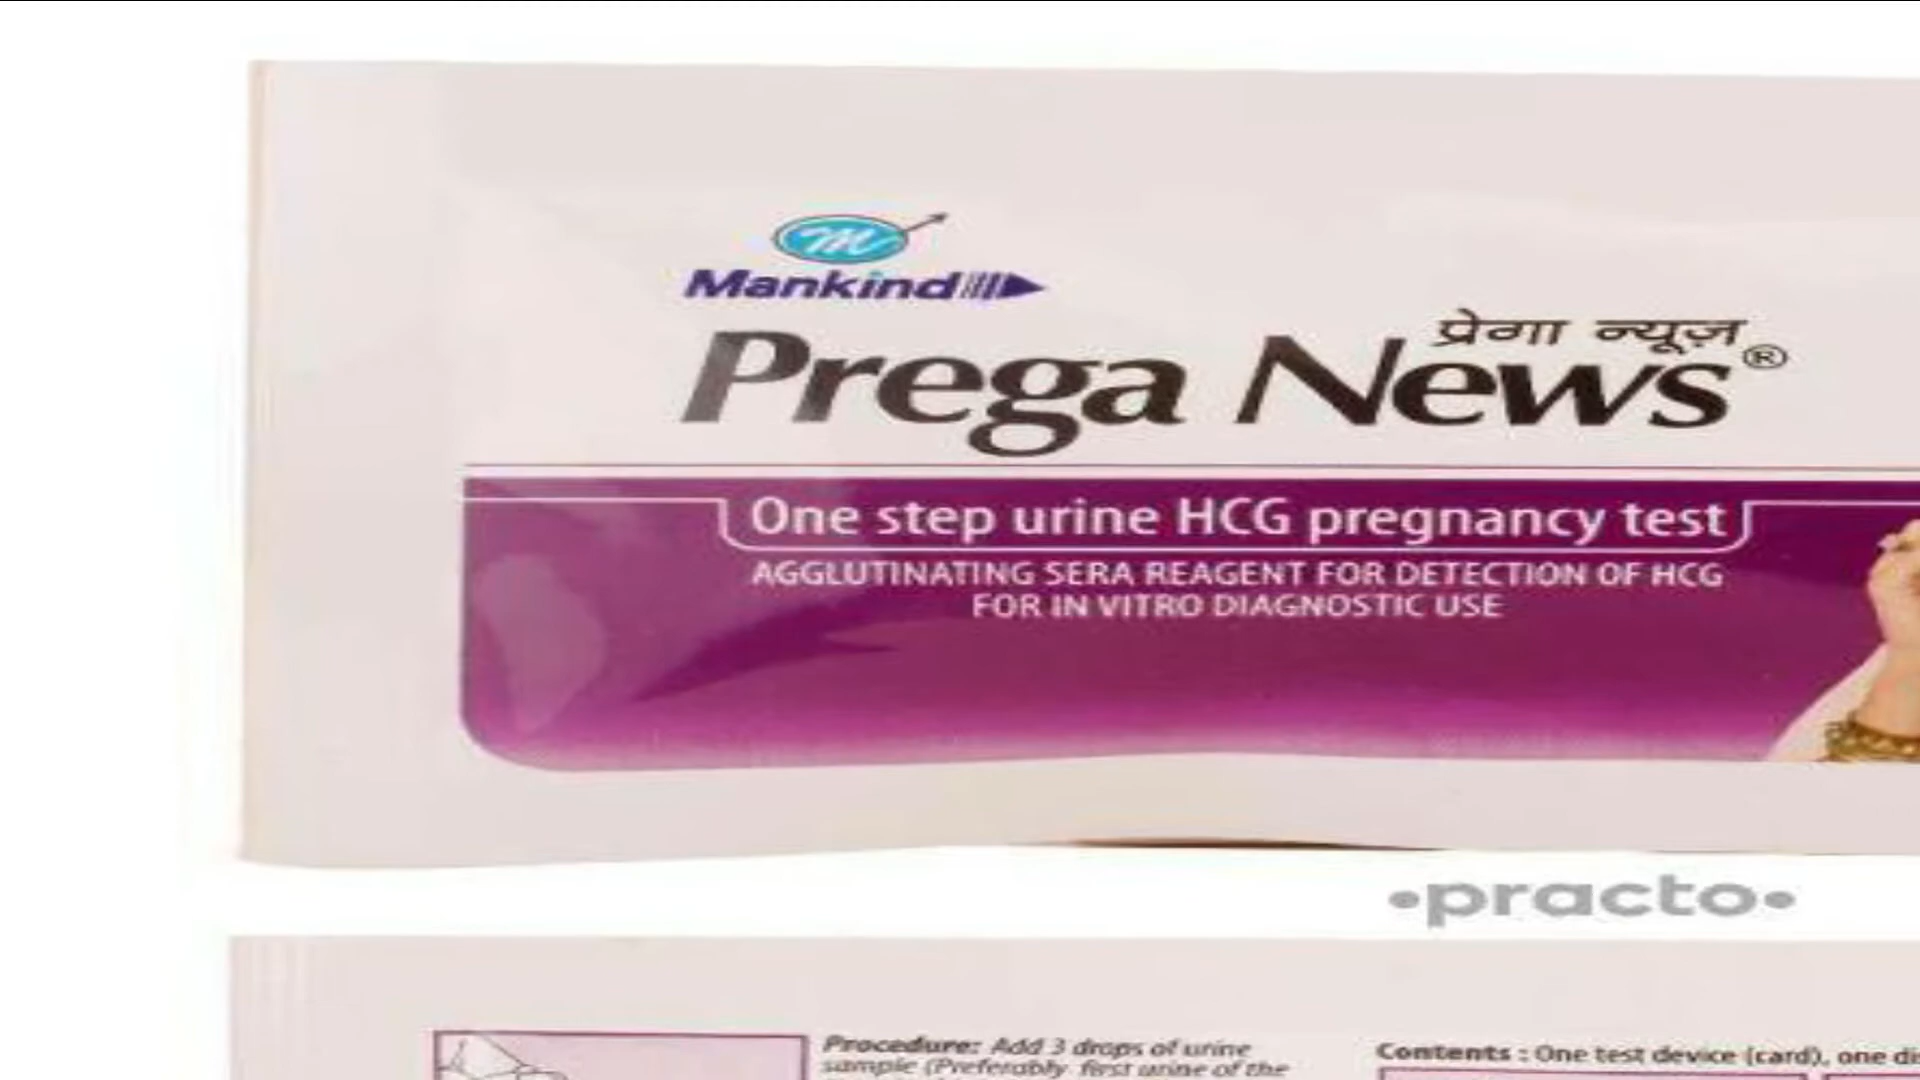 Mankind
प्रेगा न्यूज़
Prega News®
One step urine HCG pregnancy test
AGGLUTINATING SERA REAGENT FOR DETECTION OF HCG
FOR IN VITRO DIAGNOSTIC USE
•practo•
Procedure: Add 3 drops of urine
sample (Preferably first urine of the
Contents : One test device (card), one